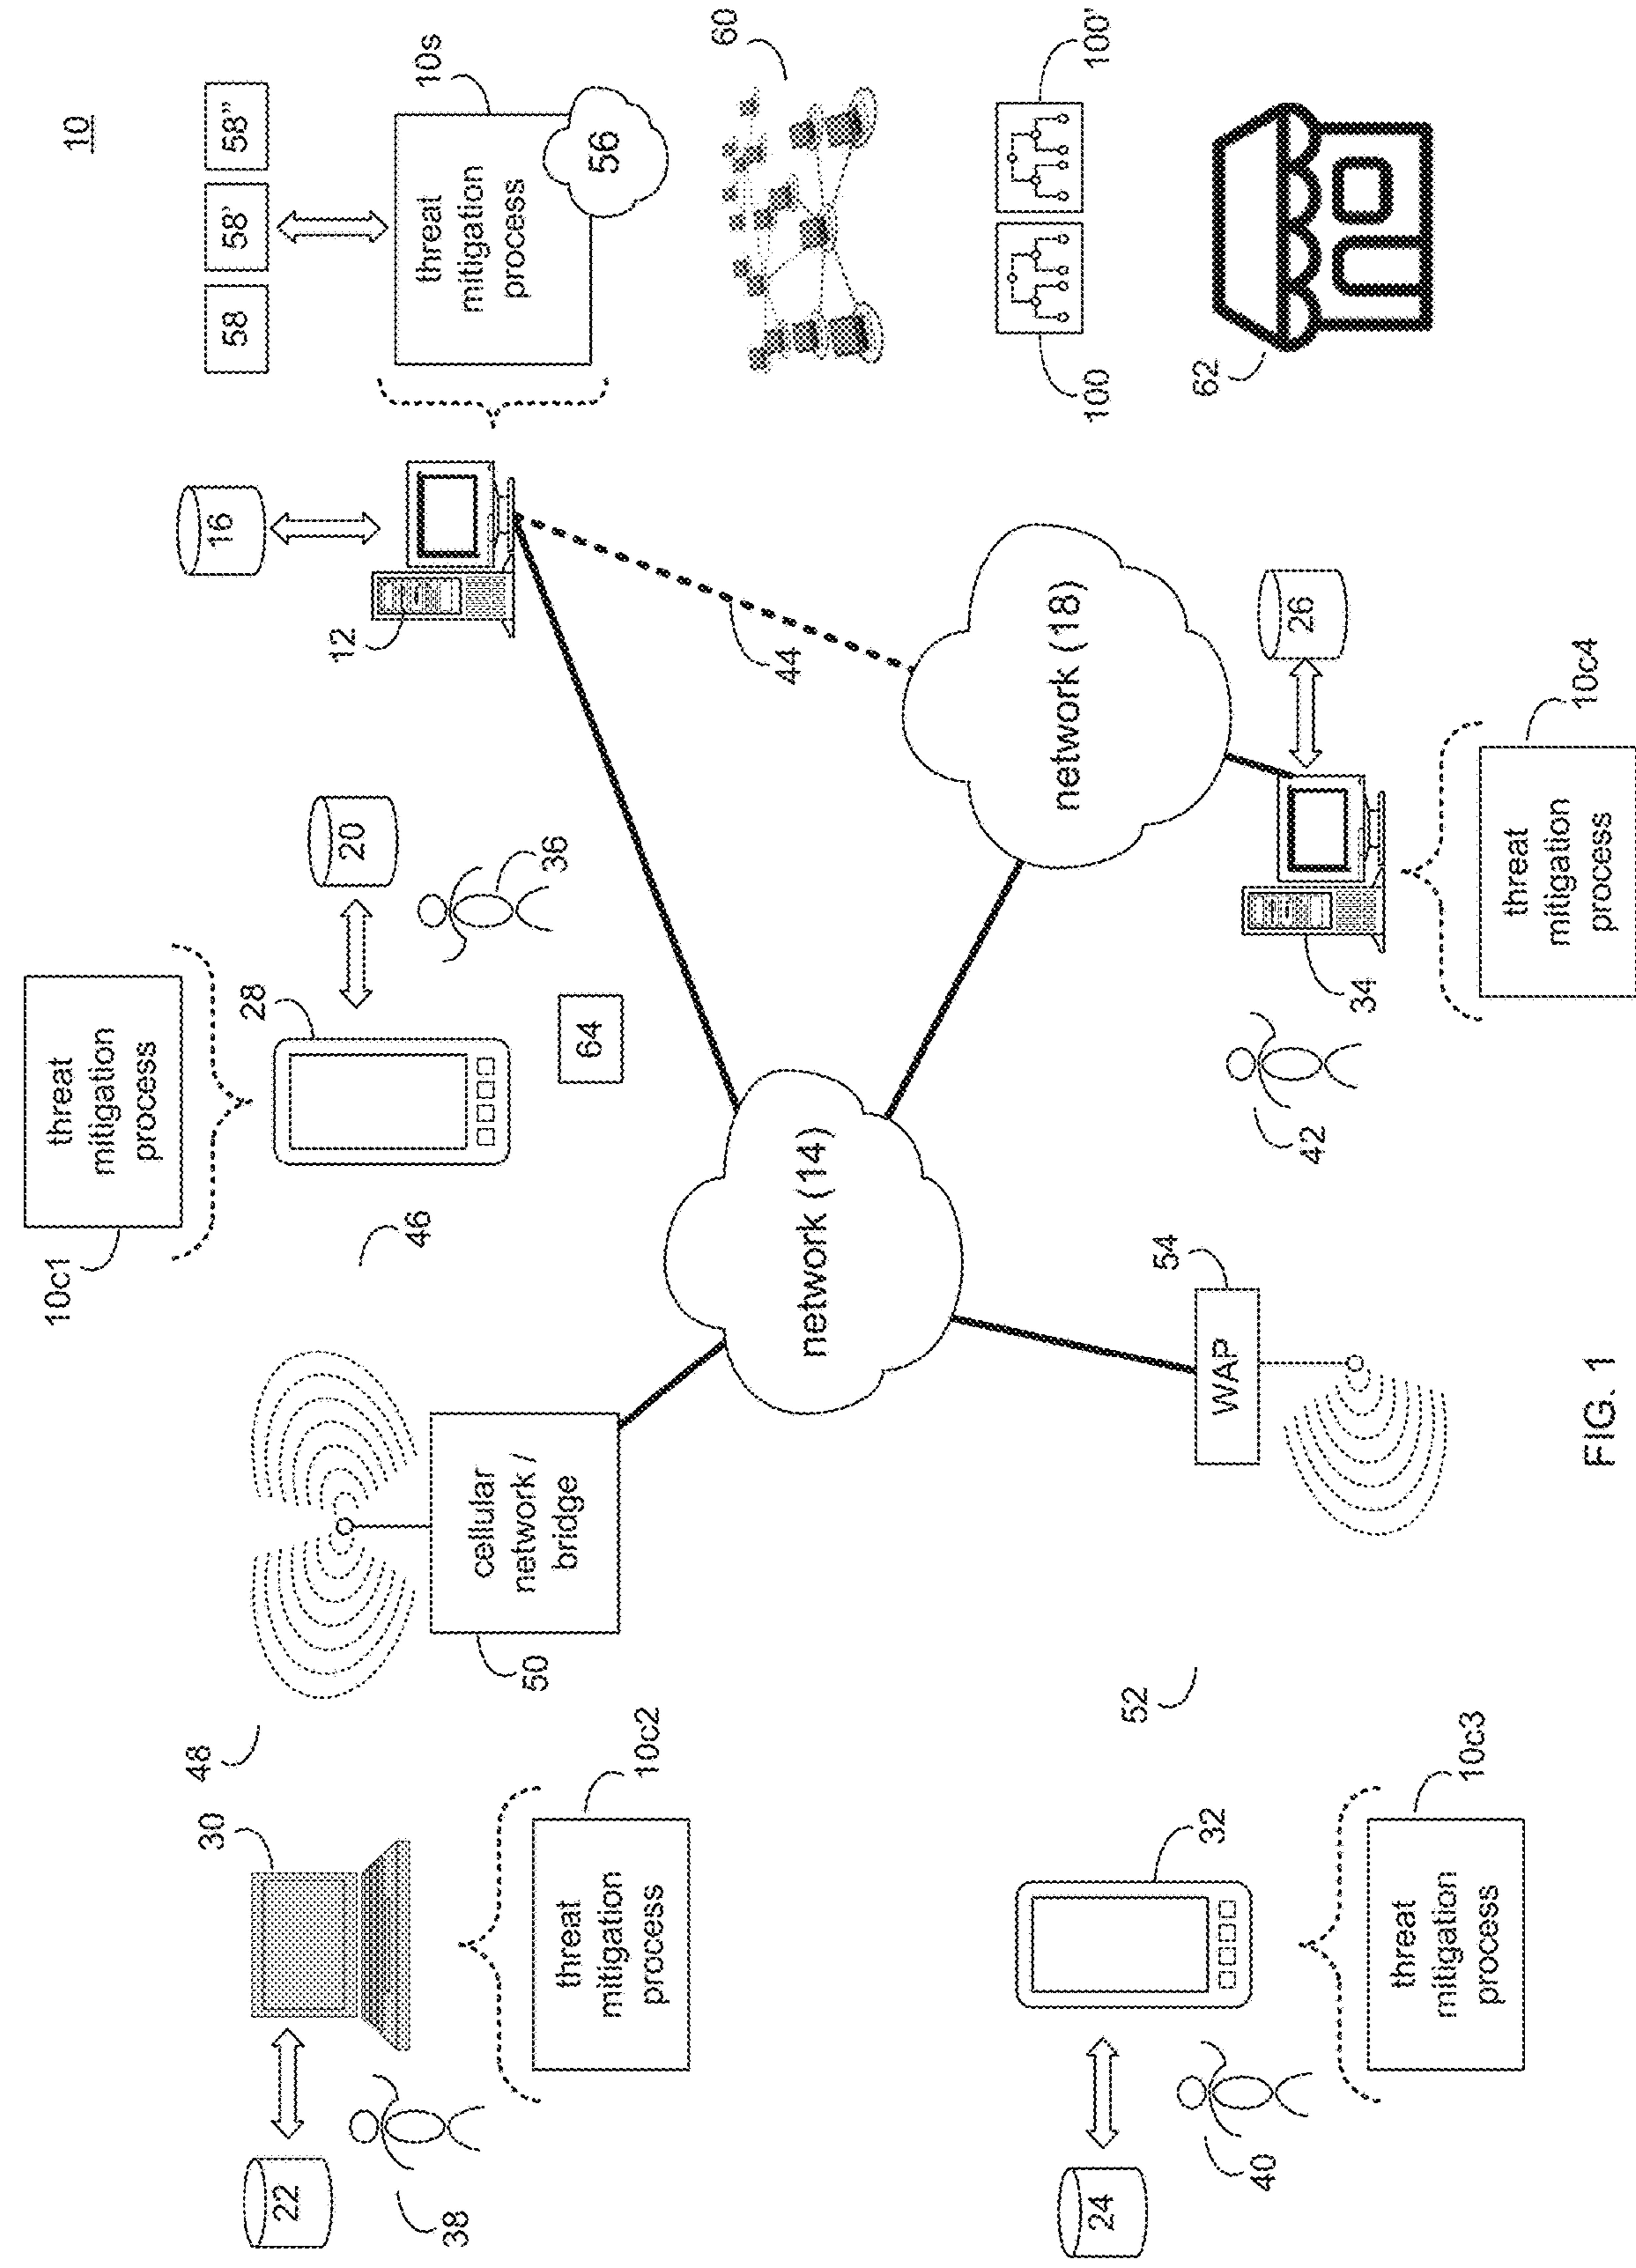 10
10c1
threat
mitigation
process
48
30
16
58
58'
58"
28
22
12
20
46
10s
threat
mitigation
process
56
38
cellular
network /
bridge
50
36
threat
mitigation
process
10c2
64
60
44
network (14)
network (18)
100
100'
24
52
54
62
32
WAP
40
26
42
34
threat
mitigation
process
10c3
threat
mitigation
process
10c4
FIG. 1